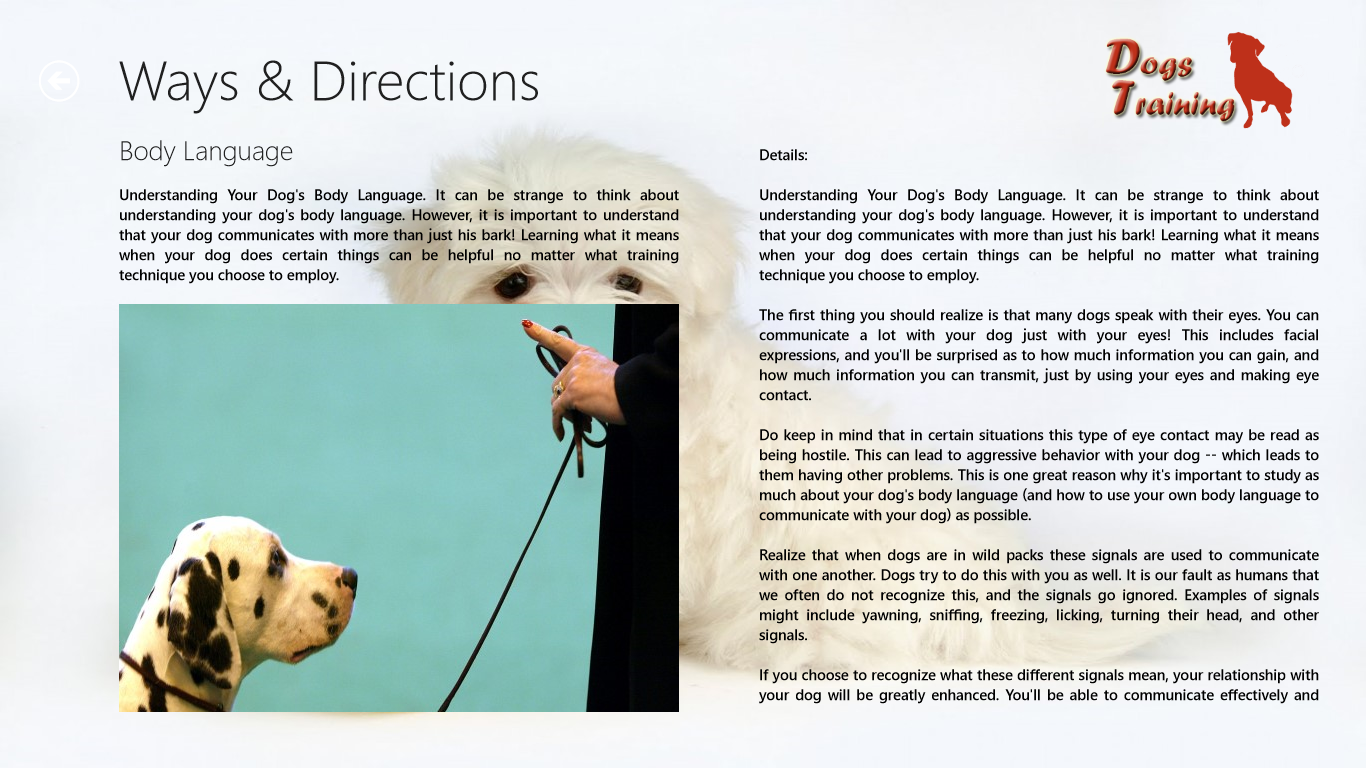 Ways & Directions
Dogs
Training
Body Language
Understanding Your Dog's Body Language. It can be strange to think about
understanding your dog's body language. However, it is important to understand
that your dog communicates with more than just his bark! Learning what it means
when your dog does certain things can be helpful no matter what training
technique you choose to employ.
Details:
Understanding Your Dog's Body Language. It can be strange to think about
understanding your dog's body language. However, it is important to understand
that your dog communicates with more than just his bark! Learning what it means
when your dog does certain things can be helpful no matter what training
technique you choose to employ.
The first thing you should realize is that many dogs speak with their eyes. You can
communicate a lot with your dog just with your eyes! This includes facial
expressions, and you'll be surprised as to how much information you can gain, and
how much information you can transmit, just by using your eyes and making eye
contact.
Do keep in mind that in certain situations this type of eye contact may be read as
being hostile. This can lead to aggressive behavior with your dog -- which leads to
them having other problems. This is one great reason why it's important to study as
much about your dog's body language (and how to use your own body language to
communicate with your dog) as possible.
Realize that when dogs are in wild packs these signals are used to communicate
with one another. Dogs try to do this with you as well. It is our fault as humans that
we often do not recognize this, and the signals go ignored. Examples of signals
might include yawning, sniffing, freezing, licking, turning their head, and other
signals.
If you choose to recognize what these different signals mean, your relationship with
your dog will be greatly enhanced. You'll be able to communicate effectively and